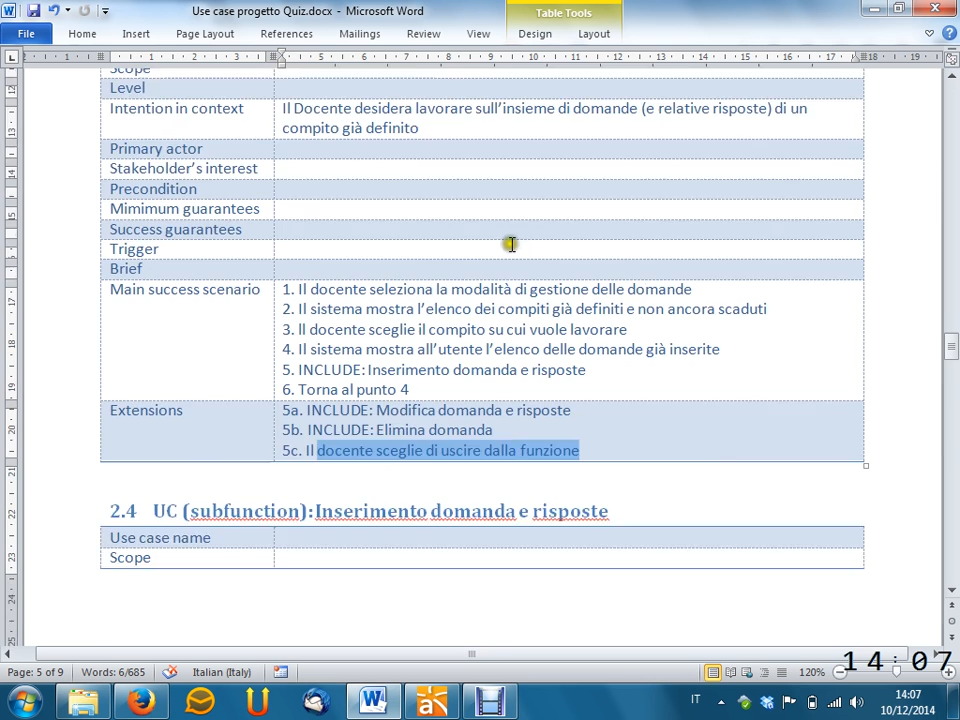 Use case progetto Quiz.docx - Microsoft Word
Table Tools
File Home Insert Page Layout References Mailings Review View Design Layout
Scope
Level
Intention in context Il Docente desidera lavorare sull'insieme di domande (e relative risposte) di un
compito già definito
Primary actor
Stakeholder's interest
Precondition
Mimimum guarantees
Success guarantees
Trigger
Brief
Main success scenario 1. Il docente seleziona la modalità di gestione delle domande
2. Il sistema mostra l'elenco dei compiti già definiti e non ancora scaduti
3. Il docente sceglie il compito su cui vuole lavorare
4. Il sistema mostra all'utente l'elenco delle domande già inserite
5. INCLUDE: Inserimento domanda e risposte
6. Torna al punto 4
Extensions 5a. INCLUDE: Modifica domanda e risposte
5b. INCLUDE: Elimina domanda
5c. Il docente sceglie di uscire dalla funzione
2.4 UC (subfunction):Inserimento domanda e risposte
Use case name
Scope
Page: 5 of 9 Words: 6/685 Italian (Italy) 120%
14:07
IT 14:07
10/12/2014